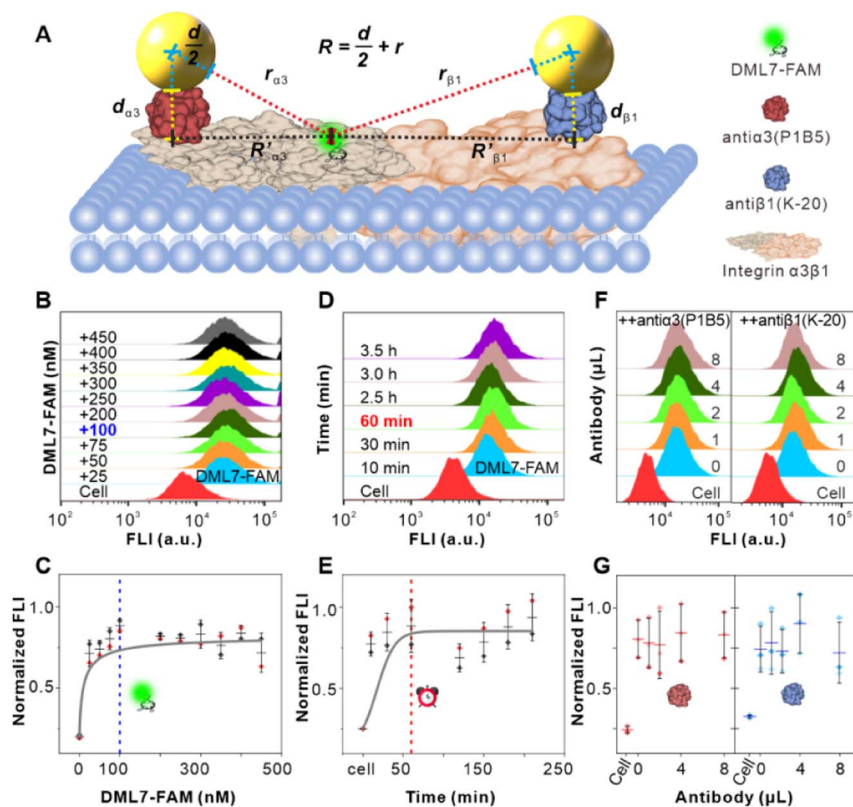 A
d/2
R = d/2 + r
rα3
rβ1
dα3
dβ1
R'α3
R'β1
DML7-FAM
antiα3(P1B5)
antiβ1(K-20)
Integrin α3β1
B
DML7-FAM (nM)
+450
+400
+350
+300
+250
+200
+100
+75
+50
+25
DML7-FAM
Cell
10² 10³ 10⁴ 10⁵
FLI (a.u.)
D
Time (min)
3.5 h
3.0 h
2.5 h
60 min
30 min
10 min
DML7-FAM
Cell
10² 10³ 10⁴ 10⁵
FLI (a.u.)
F
Antibody (µL)
++antiα3(P1B5) ++antiβ1(K-20)
8 8
4 4
2 2
1 1
0 0
Cell Cell
10⁴ 10⁴
FLI (a.u.)
C
Normalized FLI
1.0
0.5
0 250 500
DML7-FAM (nM)
E
Normalized FLI
1.0
0.5
cell 50 150 250
Time (min)
G
Normalized FLI
1.0
0.5
Cell 0 4 8 Cell 0 4 8
Antibody (µL)